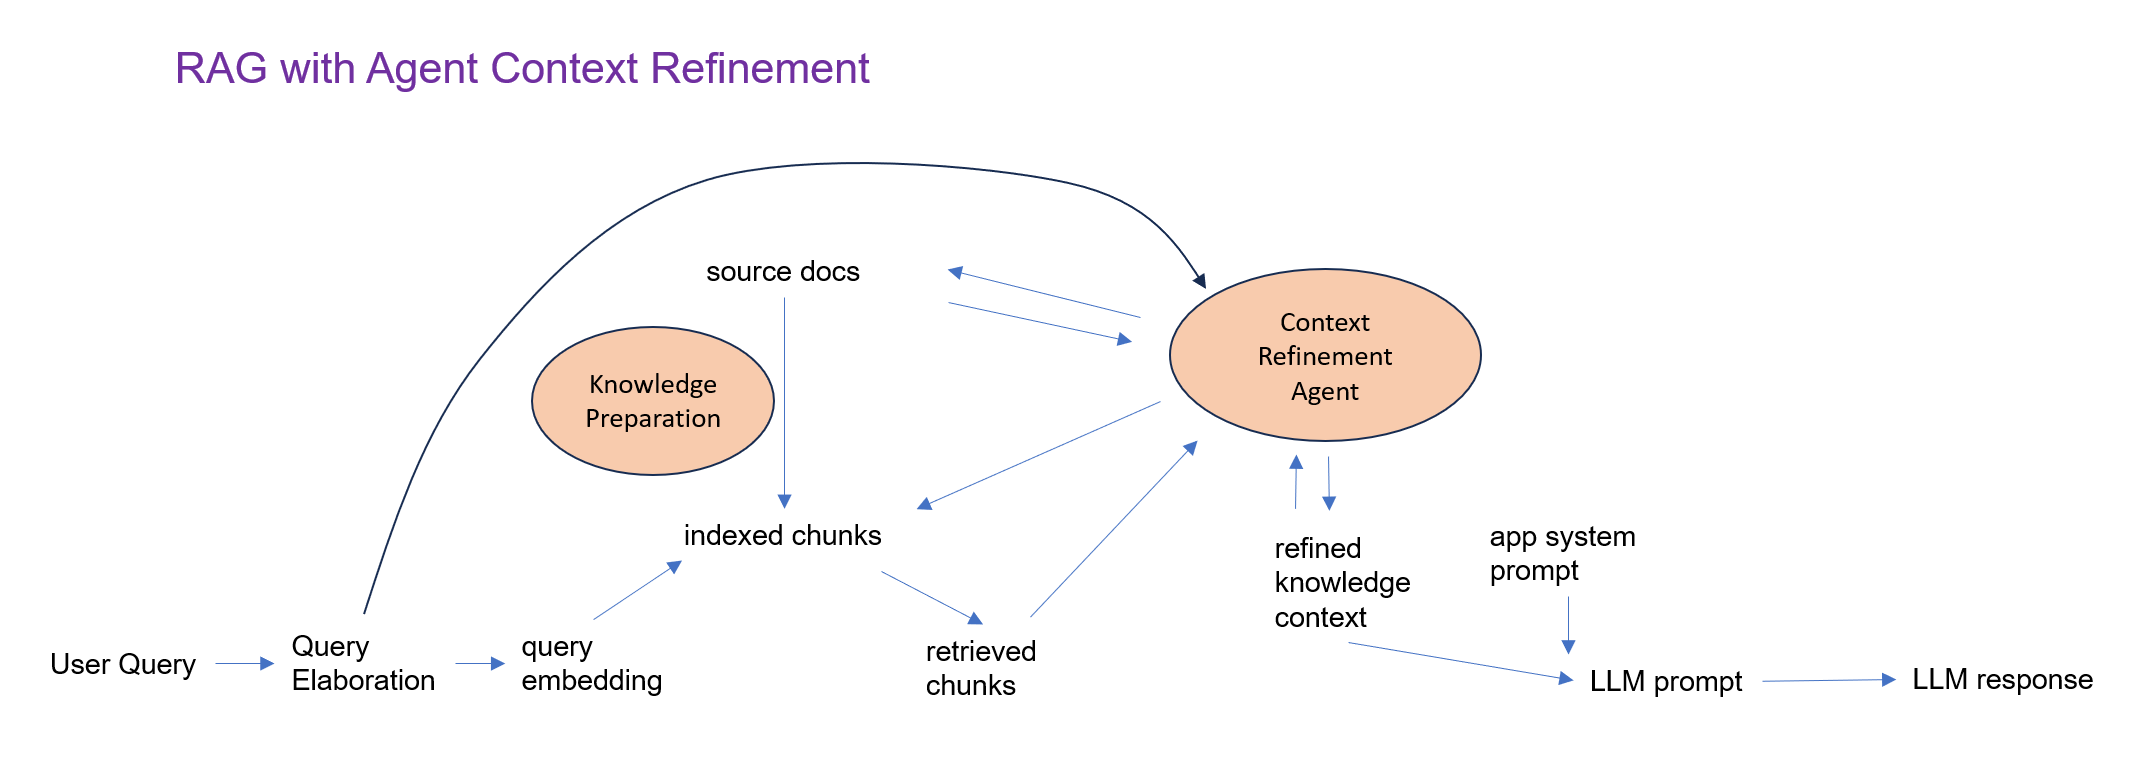 RAG with Agent Context Refinement
source docs
Context
Refinement
Agent
Knowledge
Preparation
indexed chunks
User Query
Query
Elaboration
query
embedding
retrieved
chunks
refined
knowledge
context
app system
prompt
LLM prompt
LLM response